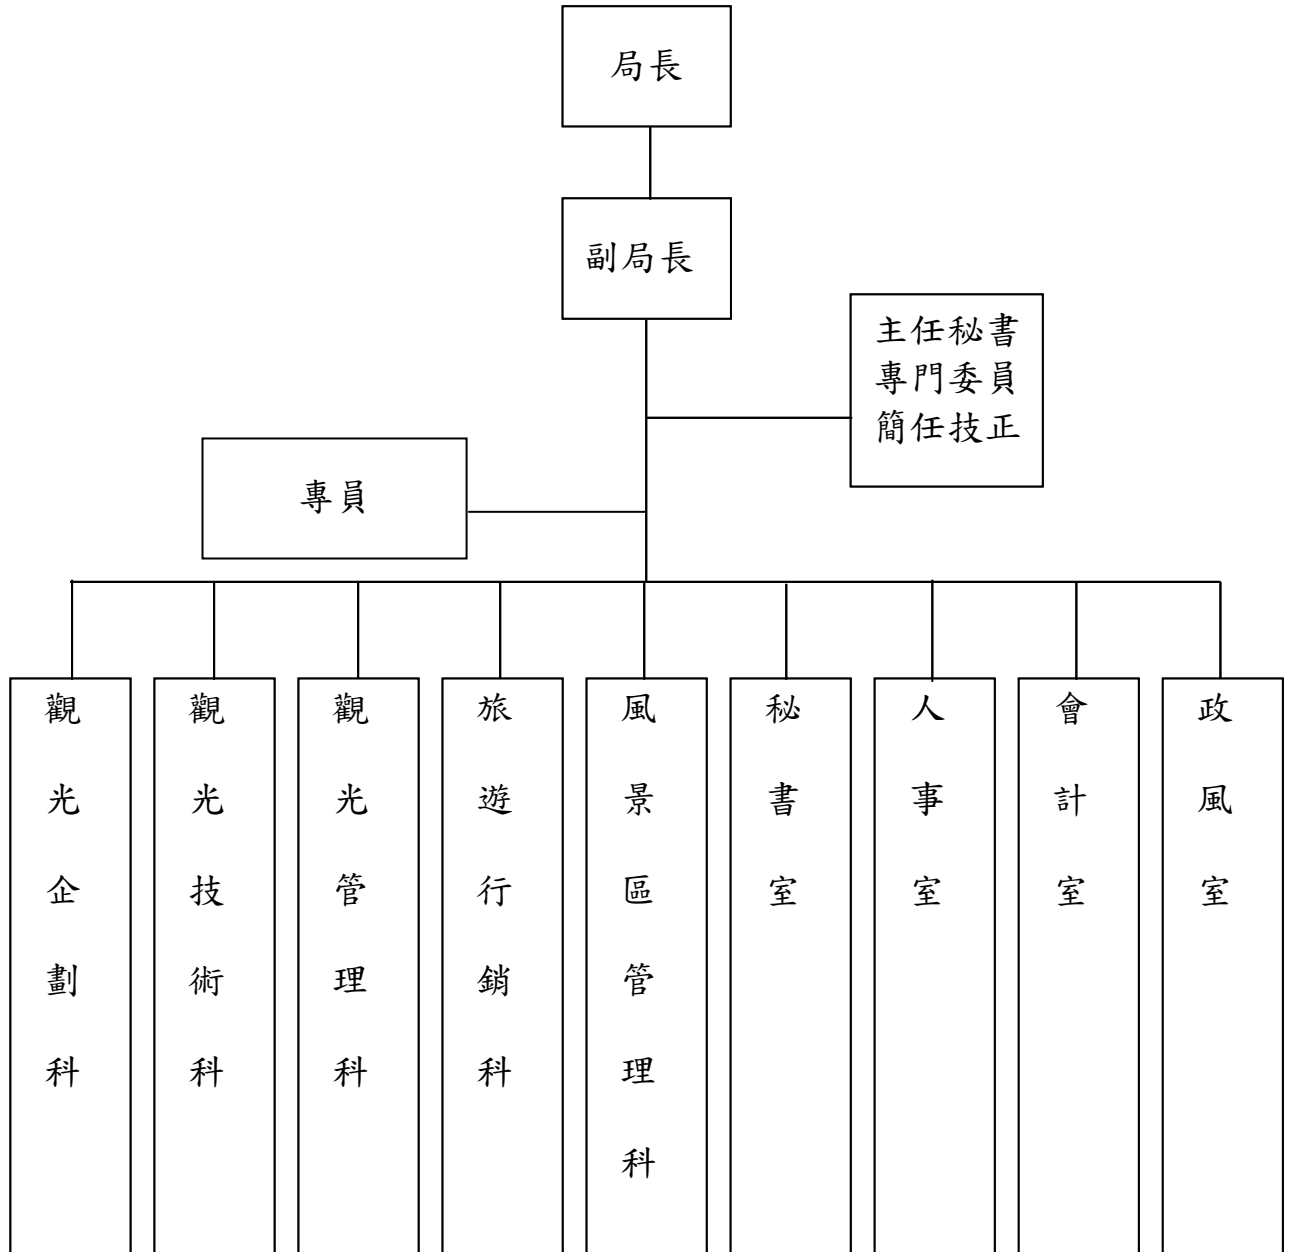 局長
副局長
主任秘書
專門委員
簡任技正
專員
觀光企劃科
觀光技術科
觀光管理科
旅遊行銷科
風景區管理科
秘書室
人事室
會計室
政風室